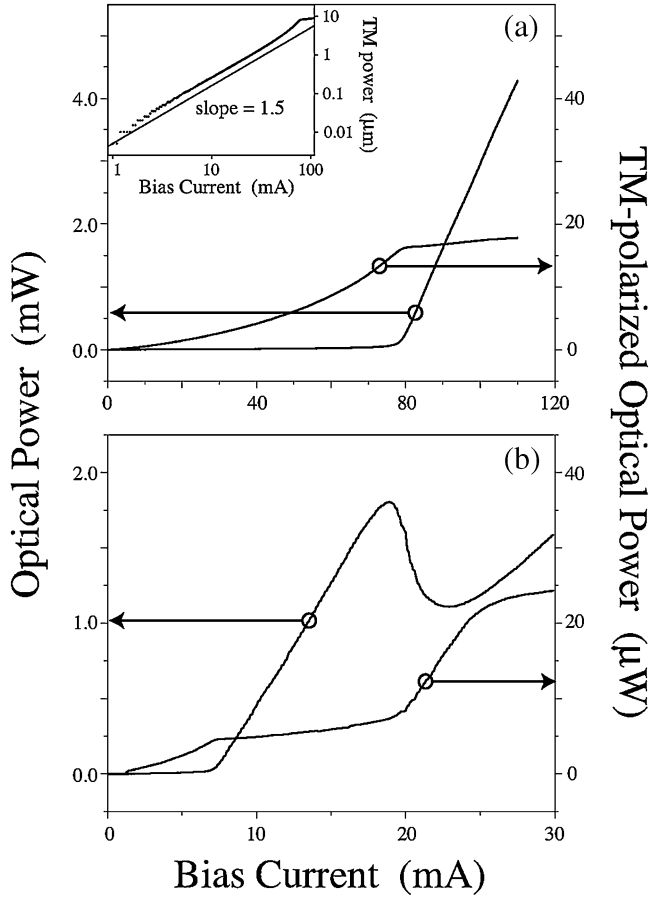 (a)
10
1
0.1
0.01
TM power (µm)
slope = 1.5
1 10 100
Bias Current (mA)
4.0
2.0
0.0
40
20
0
0 40 80 120
(b)
2.0
1.0
0.0
40
20
0
0 10 20 30
Optical Power (mW)
TM-polarized Optical Power (µW)
Bias Current (mA)